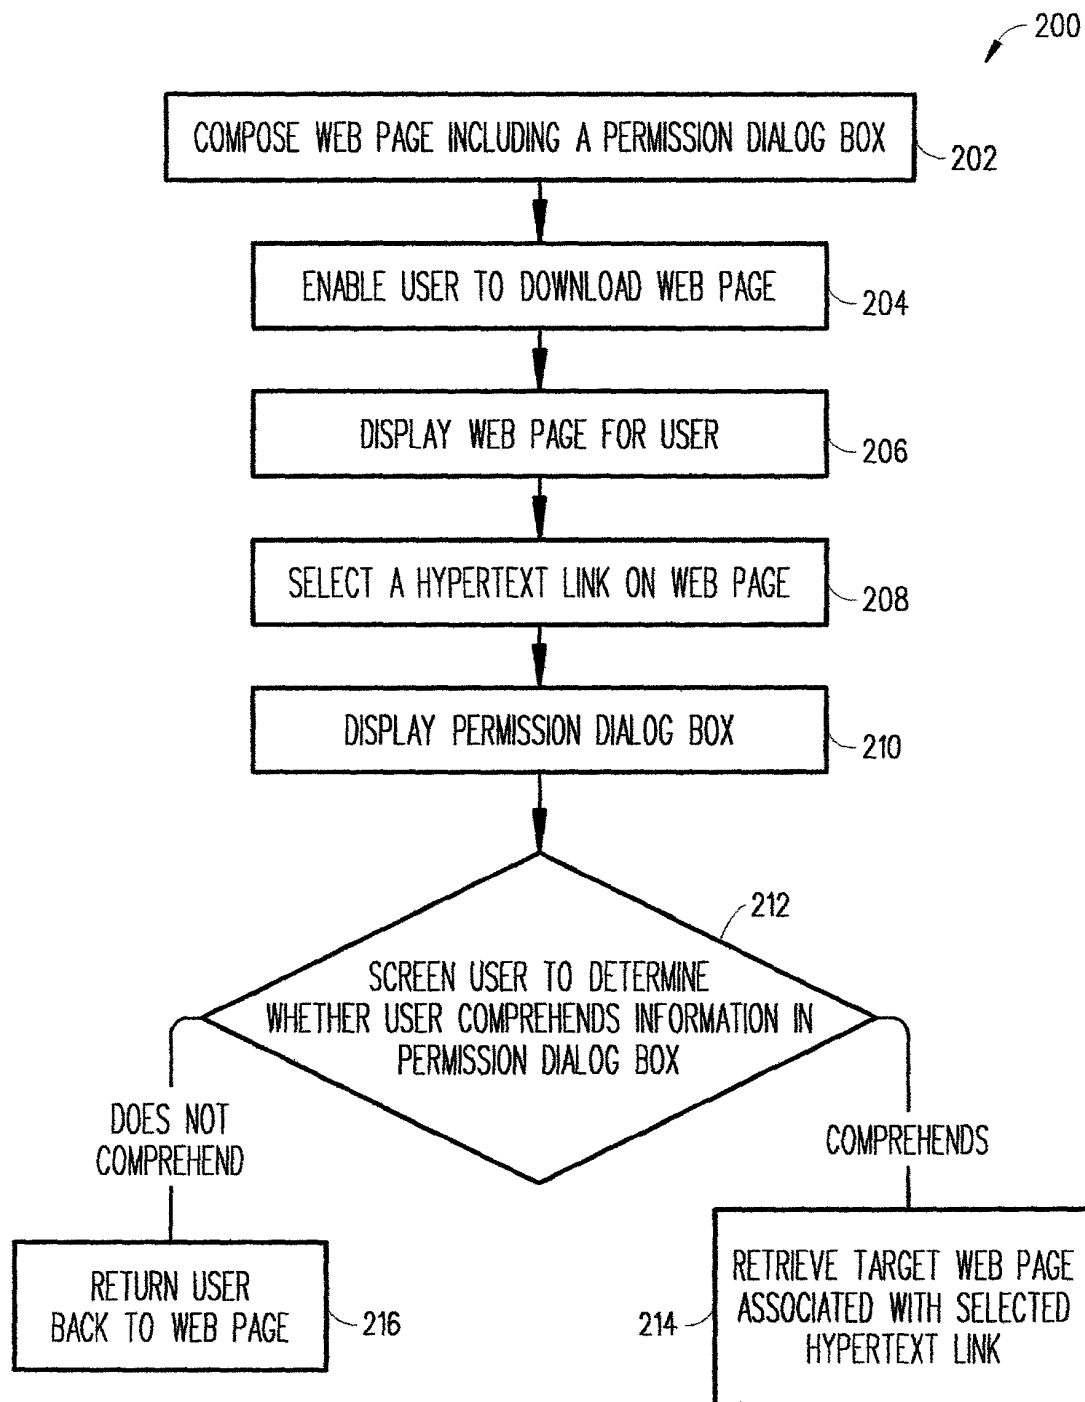 200
COMPOSE WEB PAGE INCLUDING A PERMISSION DIALOG BOX
202
ENABLE USER TO DOWNLOAD WEB PAGE
204
DISPLAY WEB PAGE FOR USER
206
SELECT A HYPERTEXT LINK ON WEB PAGE
208
DISPLAY PERMISSION DIALOG BOX
210
212
SCREEN USER TO DETERMINE
WHETHER USER COMPREHENDS INFORMATION IN
PERMISSION DIALOG BOX
DOES NOT
COMPREHEND
COMPREHENDS
RETURN USER
BACK TO WEB PAGE
216
RETRIEVE TARGET WEB PAGE
ASSOCIATED WITH SELECTED
HYPERTEXT LINK
214